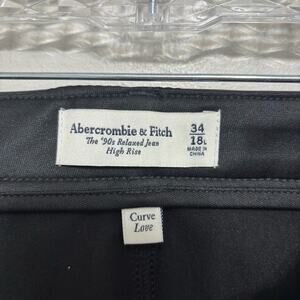 Abercrombie & Fitch
The '90s Relaxed Jean
High Rise
34
18L
MADE IN
CHINA
Curve
Love